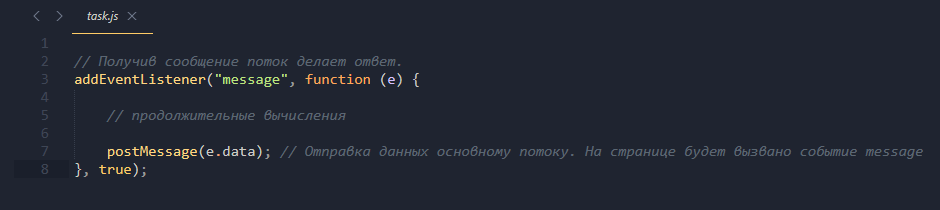 task.js
1
2 // Получив сообщение поток делает ответ.
3 addEventListener("message", function (e) {
4
5 // продолжительные вычисления
6
7 postMessage(e.data); // Отправка данных основному потоку. На странице будет вызвано событие message
8 }, true);